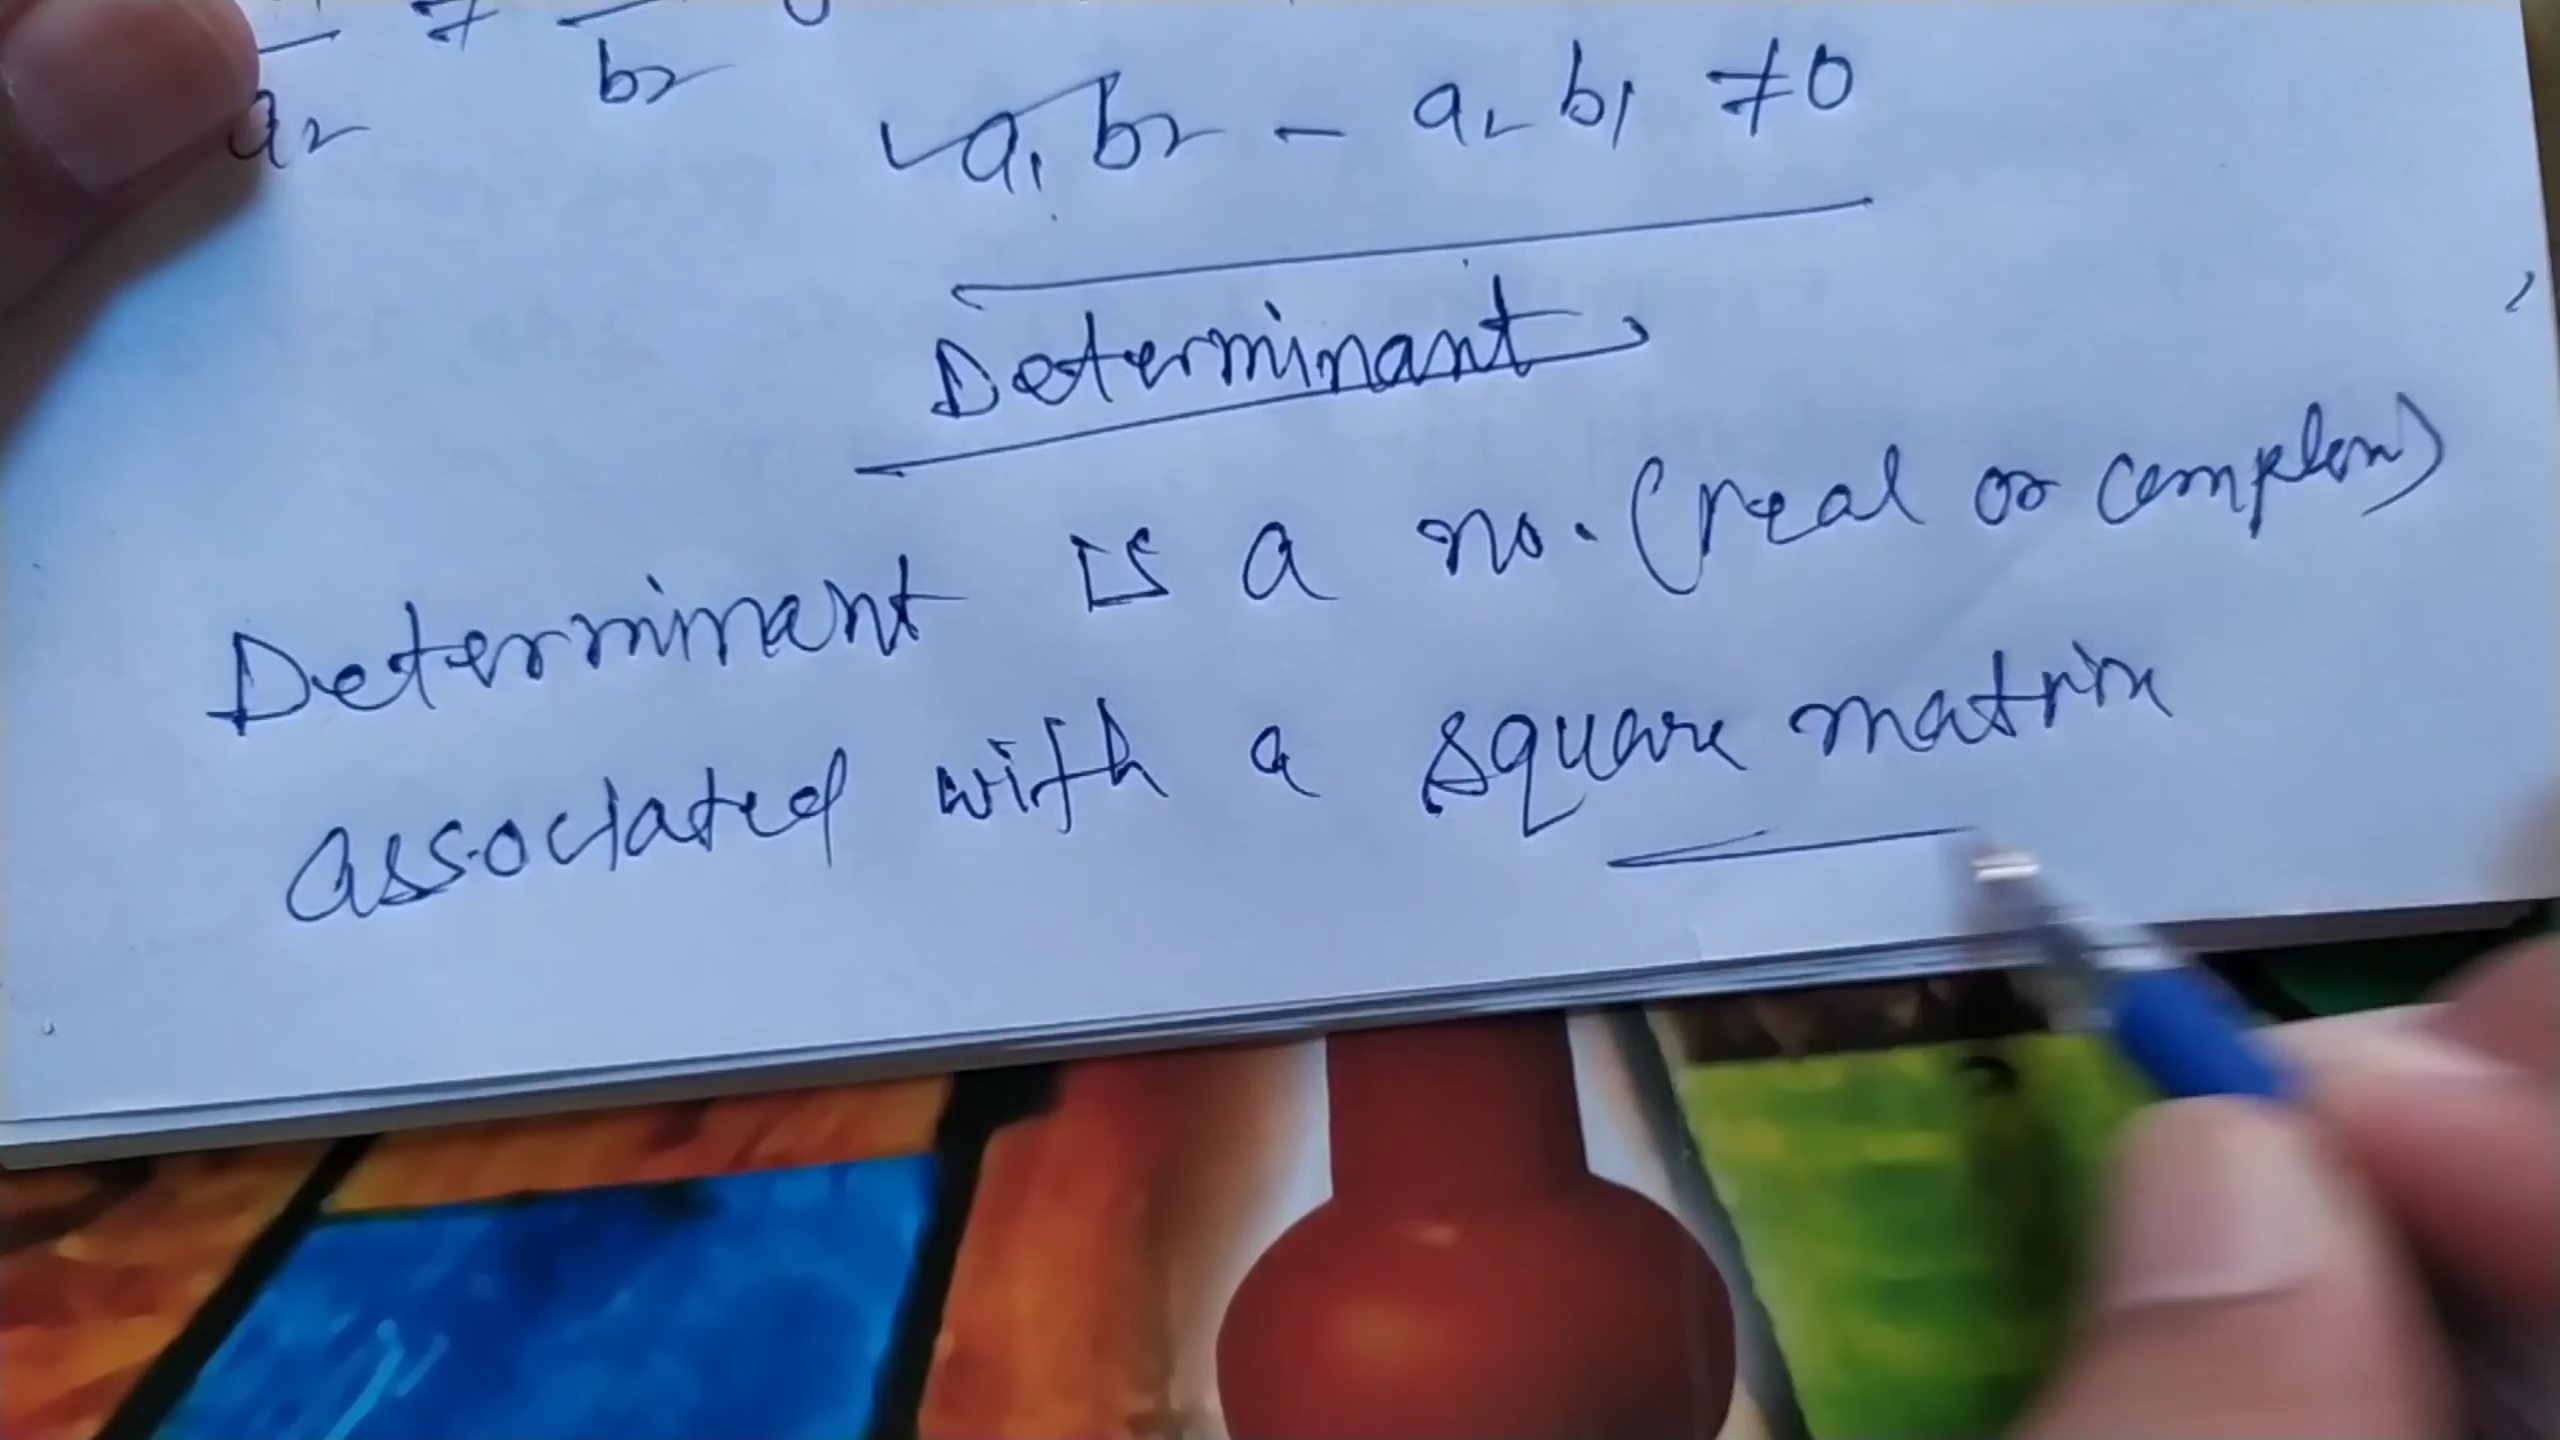 a₂ ≠ b₂
a₁b₂ - a₂b₁ ≠ 0
Determinant
Determinant is a no. (real or complex)
associated with a square matrix